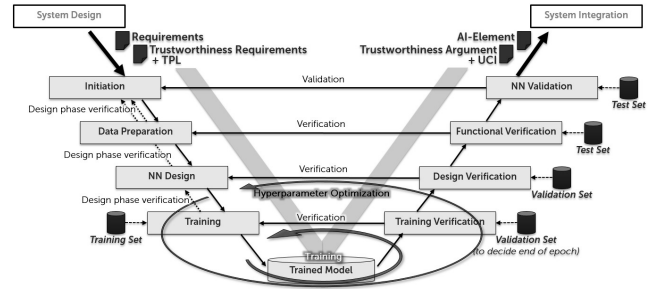 System Design
System Integration
Requirements
Trustworthiness Requirements
+ TPL
AI-Element
Trustworthiness Argument
+ UCI
Initiation
Validation
NN Validation
Test Set
Design phase verification
Data Preparation
Verification
Functional Verification
Test Set
Design phase verification
NN Design
Verification
Design Verification
Validation Set
Hyperparameter Optimization
Design phase verification
Training Set
Training
Verification
Training Verification
Validation Set
(to decide end of epoch)
Training
Trained Model